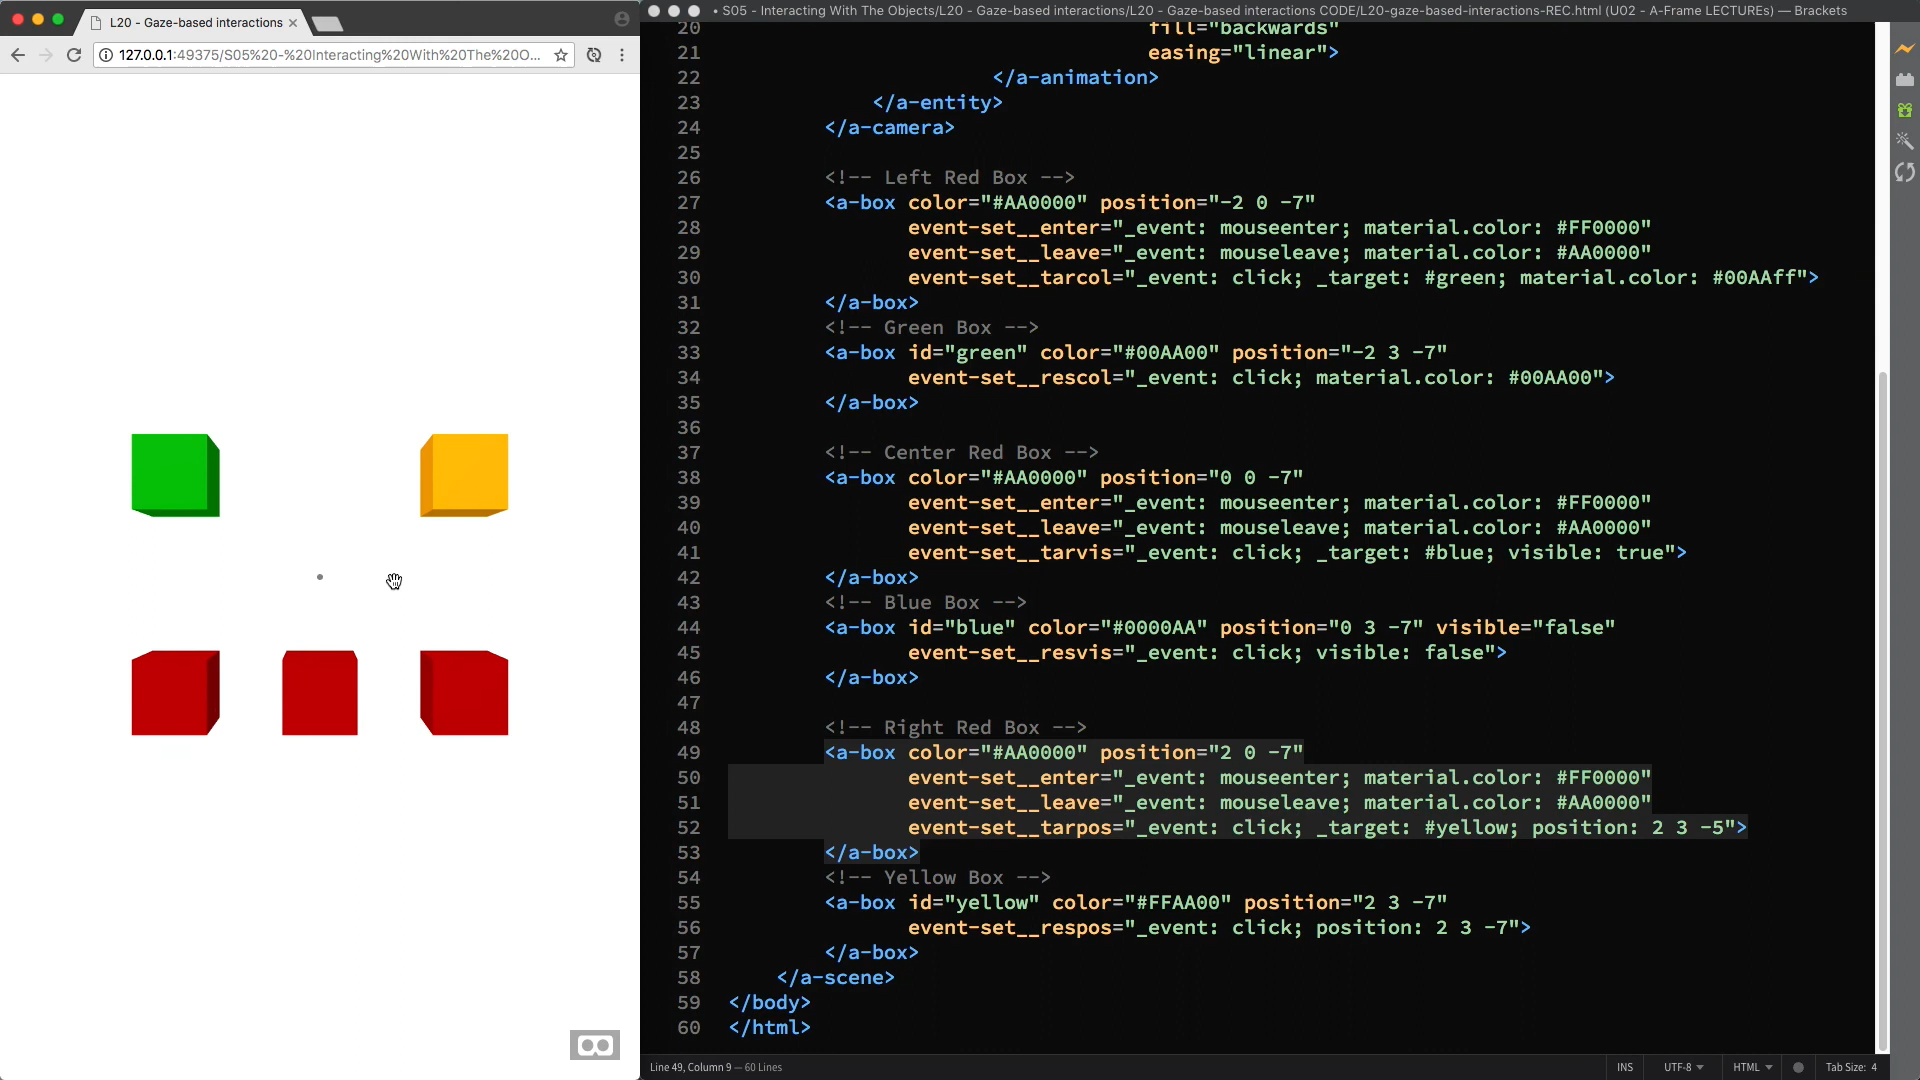 L20 - Gaze-based interactions
127.0.0.1:49375/S05%20-%20Interacting%20With%20The%20O...
• S05 - Interacting With The Objects/L20 - Gaze-based interactions/L20 - Gaze-based interactions CODE/L20-gaze-based-interactions-REC.html (U02 - A-Frame LECTUREs) — Brackets
20 fill="backwards"
21 easing="linear">
22 </a-animation>
23 </a-entity>
24 </a-camera>
25
26 <!-- Left Red Box -->
27 <a-box color="#AA0000" position="-2 0 -7"
28 event-set__enter="_event: mouseenter; material.color: #FF0000"
29 event-set__leave="_event: mouseleave; material.color: #AA0000"
30 event-set__tarcol="_event: click; _target: #green; material.color: #00AAff">
31 </a-box>
32 <!-- Green Box -->
33 <a-box id="green" color="#00AA00" position="-2 3 -7"
34 event-set__rescol="_event: click; material.color: #00AA00">
35 </a-box>
36
37 <!-- Center Red Box -->
38 <a-box color="#AA0000" position="0 0 -7"
39 event-set__enter="_event: mouseenter; material.color: #FF0000"
40 event-set__leave="_event: mouseleave; material.color: #AA0000"
41 event-set__tarvis="_event: click; _target: #blue; visible: true">
42 </a-box>
43 <!-- Blue Box -->
44 <a-box id="blue" color="#0000AA" position="0 3 -7" visible="false"
45 event-set__resvis="_event: click; visible: false">
46 </a-box>
47
48 <!-- Right Red Box -->
49 <a-box color="#AA0000" position="2 0 -7"
50 event-set__enter="_event: mouseenter; material.color: #FF0000"
51 event-set__leave="_event: mouseleave; material.color: #AA0000"
52 event-set__tarpos="_event: click; _target: #yellow; position: 2 3 -5">
53 </a-box>
54 <!-- Yellow Box -->
55 <a-box id="yellow" color="#FFAA00" position="2 3 -7"
56 event-set__respos="_event: click; position: 2 3 -7">
57 </a-box>
58 </a-scene>
59 </body>
60 </html>
Line 49, Column 9 — 60 Lines
INS UTF-8 HTML Tab Size: 4